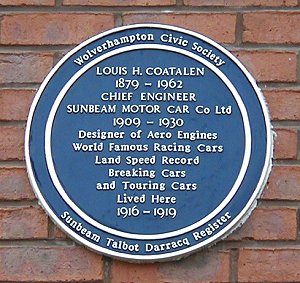 Wolverhampton Civic Society
LOUIS H. COATALEN
1879 – 1962
CHIEF ENGINEER
SUNBEAM MOTOR CAR Co Ltd
1909 – 1930
Designer of Aero Engines
World Famous Racing Cars
Land Speed Record
Breaking Cars
and Touring Cars
Lived Here
1916 – 1919
Sunbeam Talbot Darracq Register